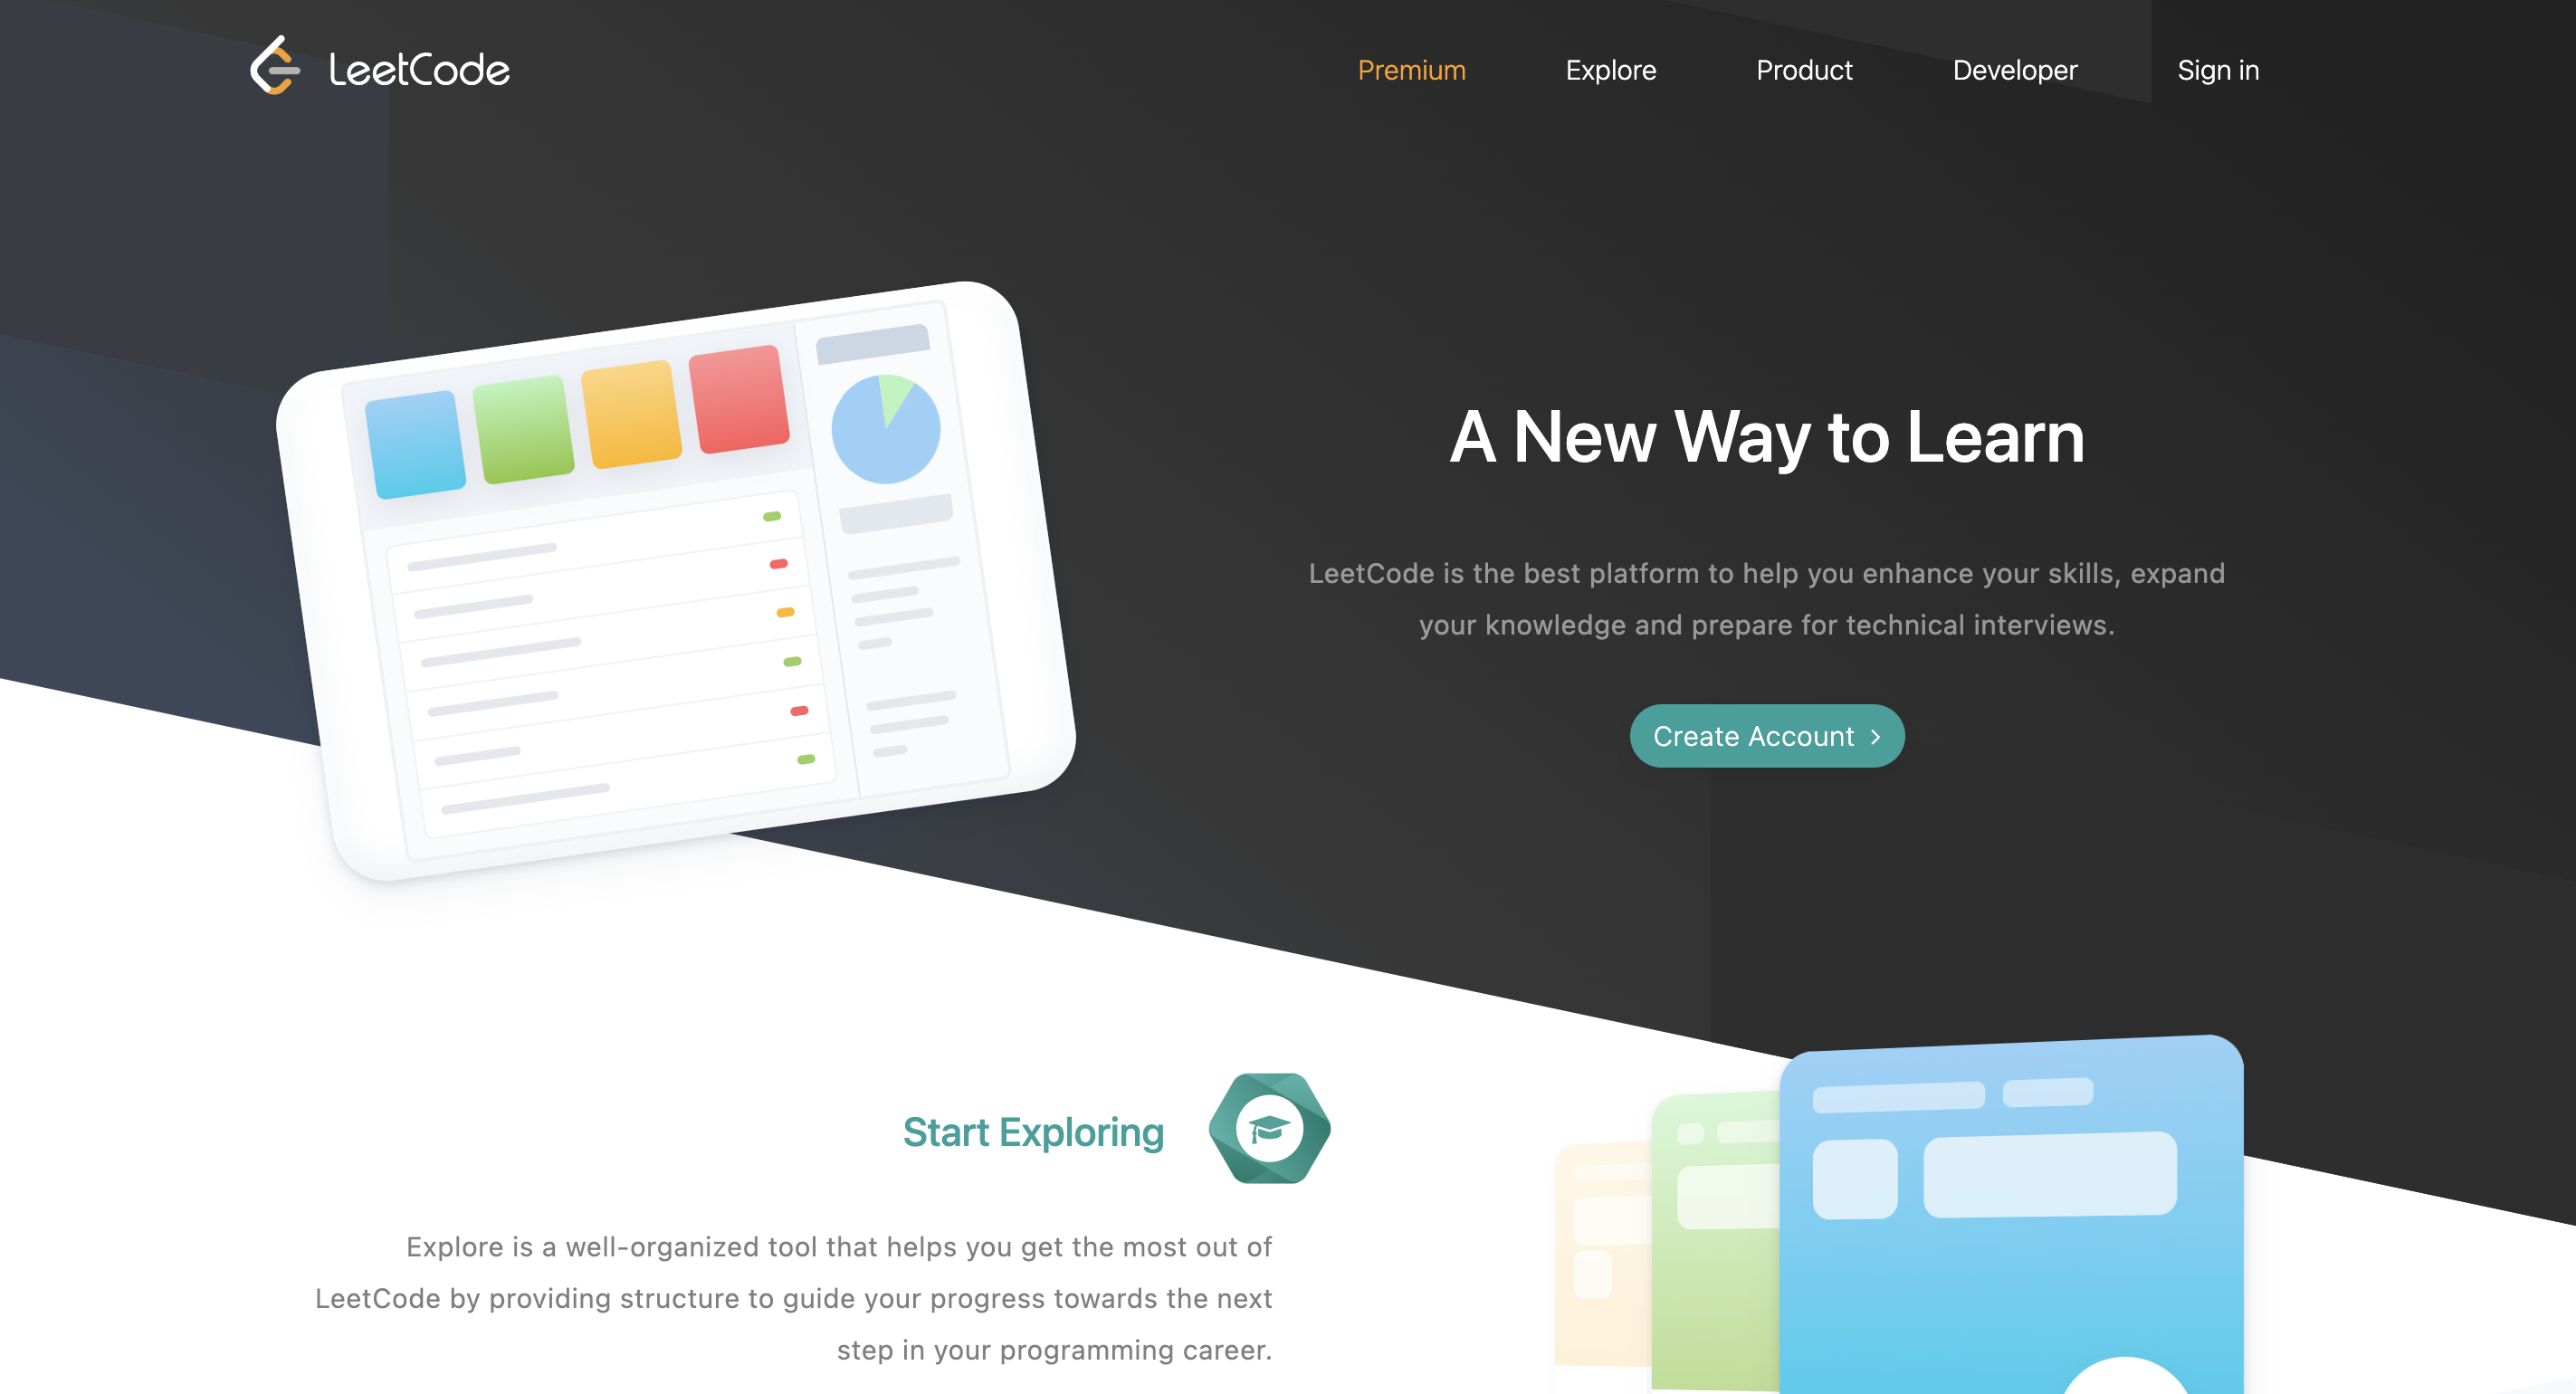 LeetCode
Premium
Explore
Product
Developer
Sign in
A New Way to Learn
LeetCode is the best platform to help you enhance your skills, expand
your knowledge and prepare for technical interviews.
Create Account
Start Exploring
Explore is a well-organized tool that helps you get the most out of
LeetCode by providing structure to guide your progress towards the next
step in your programming career.